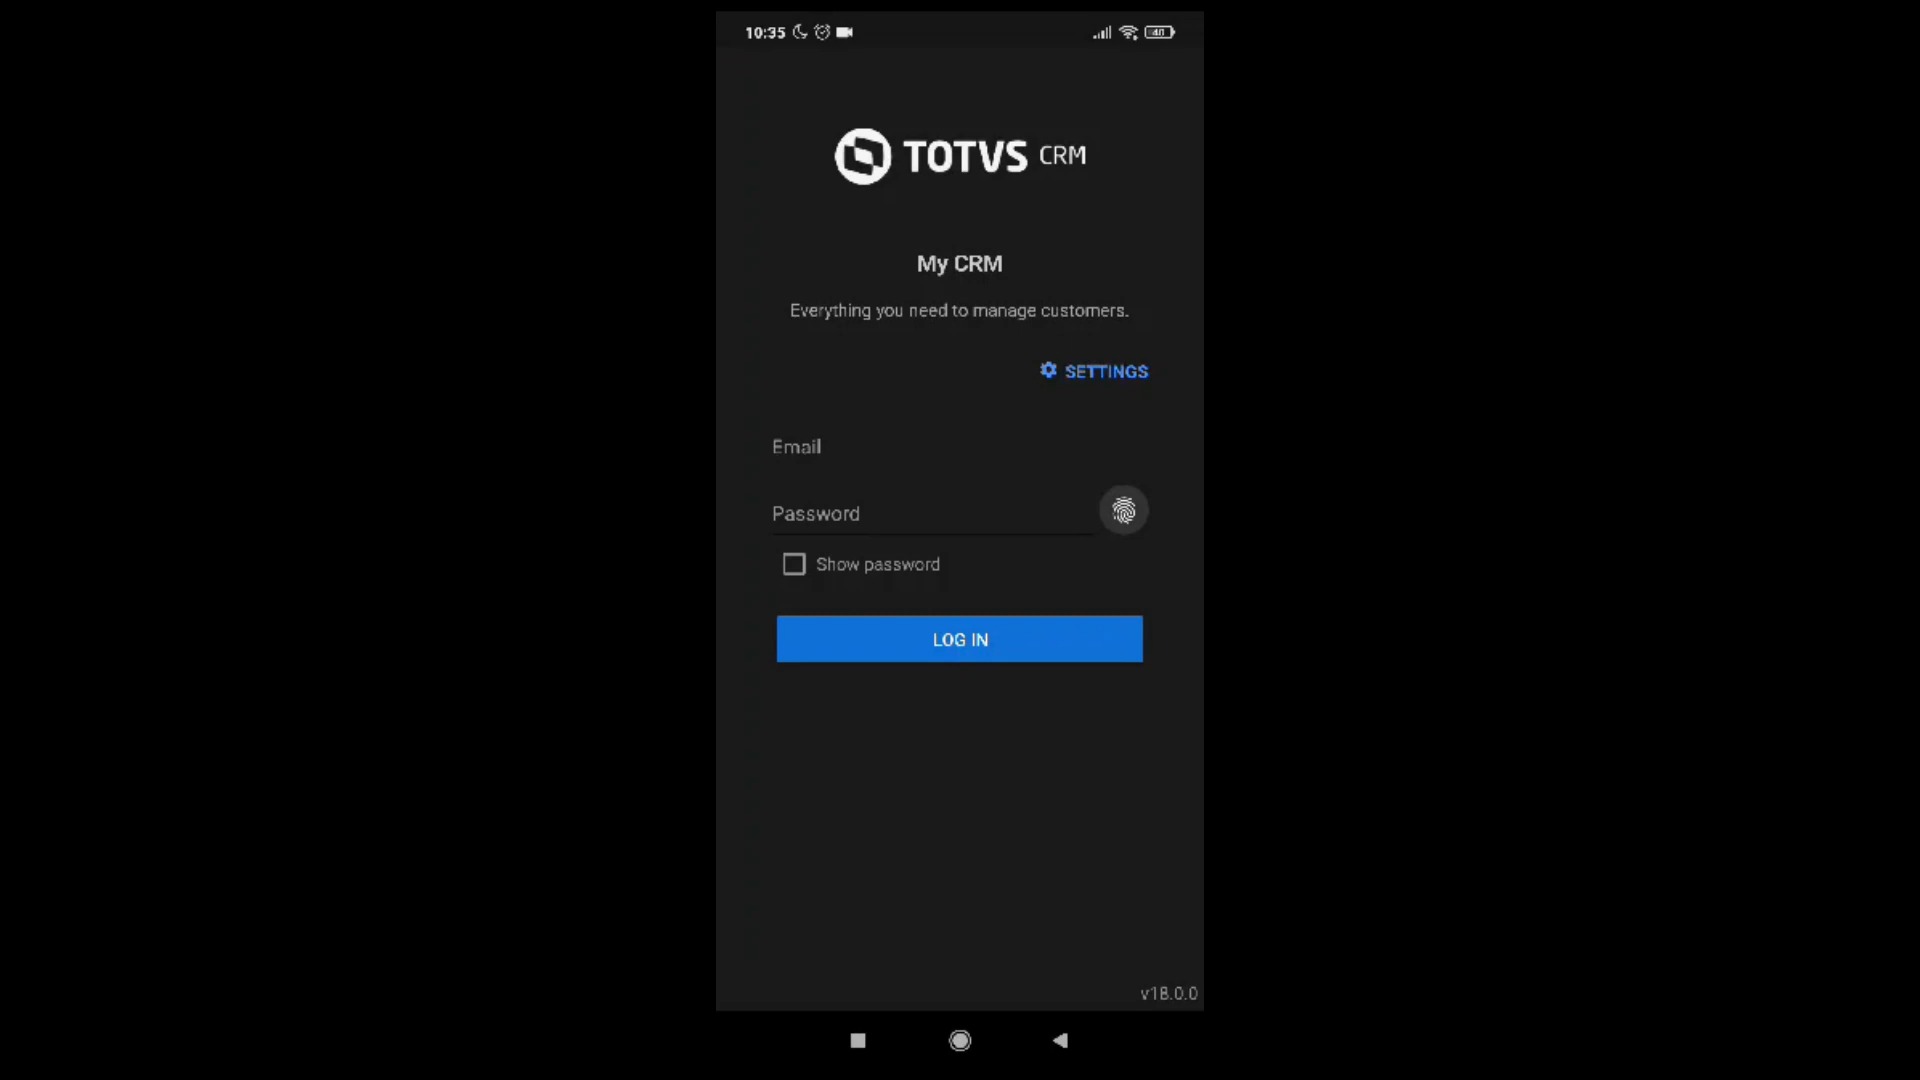 10:35
40
TOTVS CRM
My CRM
Everything you need to manage customers.
SETTINGS
Email
Password
Show password
LOG IN
v18.0.0